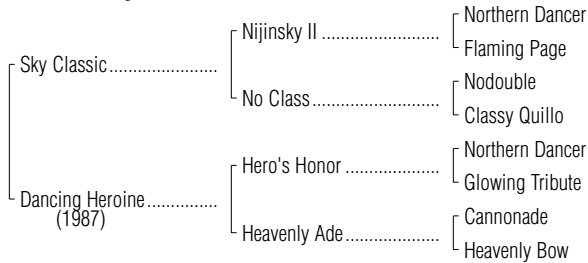 Northern Dancer
Nijinsky II ........................
Flaming Page
Sky Classic......................
Nodouble
No Class.........................
Classy Quillo
Northern Dancer
Hero's Honor ...................
Glowing Tribute
Dancing Heroine..............
(1987)
Cannonade
Heavenly Ade...................
Heavenly Bow